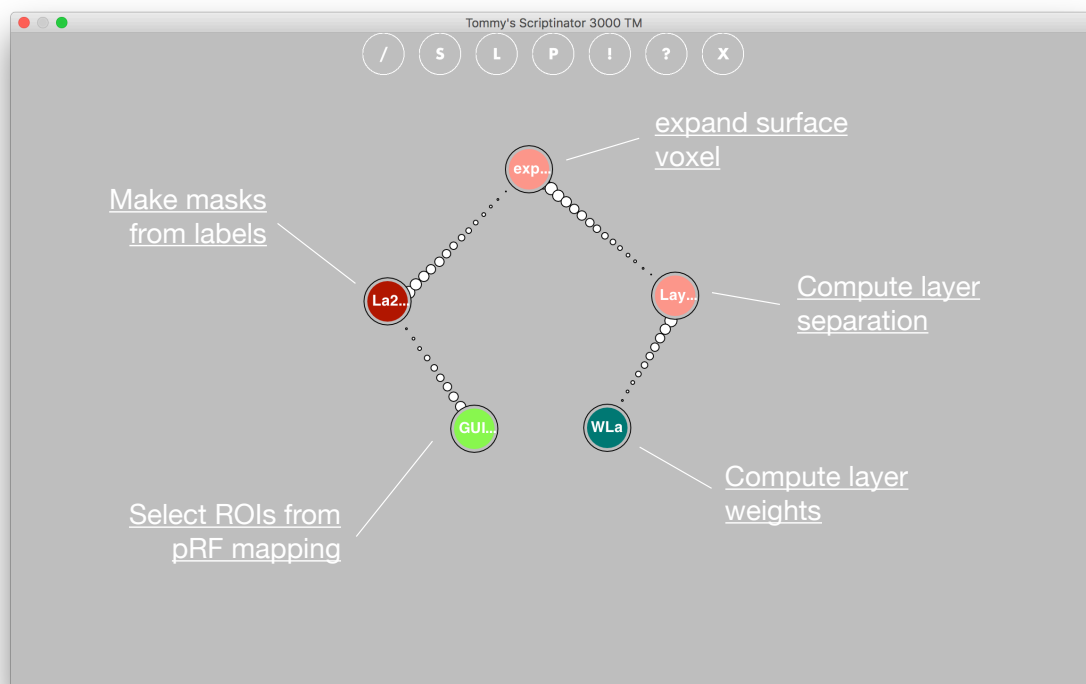 Tommy's Scriptinator 3000 TM
/ S L P ! ? X
expand surface
voxel
exp...
Make masks
from labels
La2...
Lay...
Compute layer
separation
GUI...
WLa
Select ROIs from
pRF mapping
Compute layer
weights